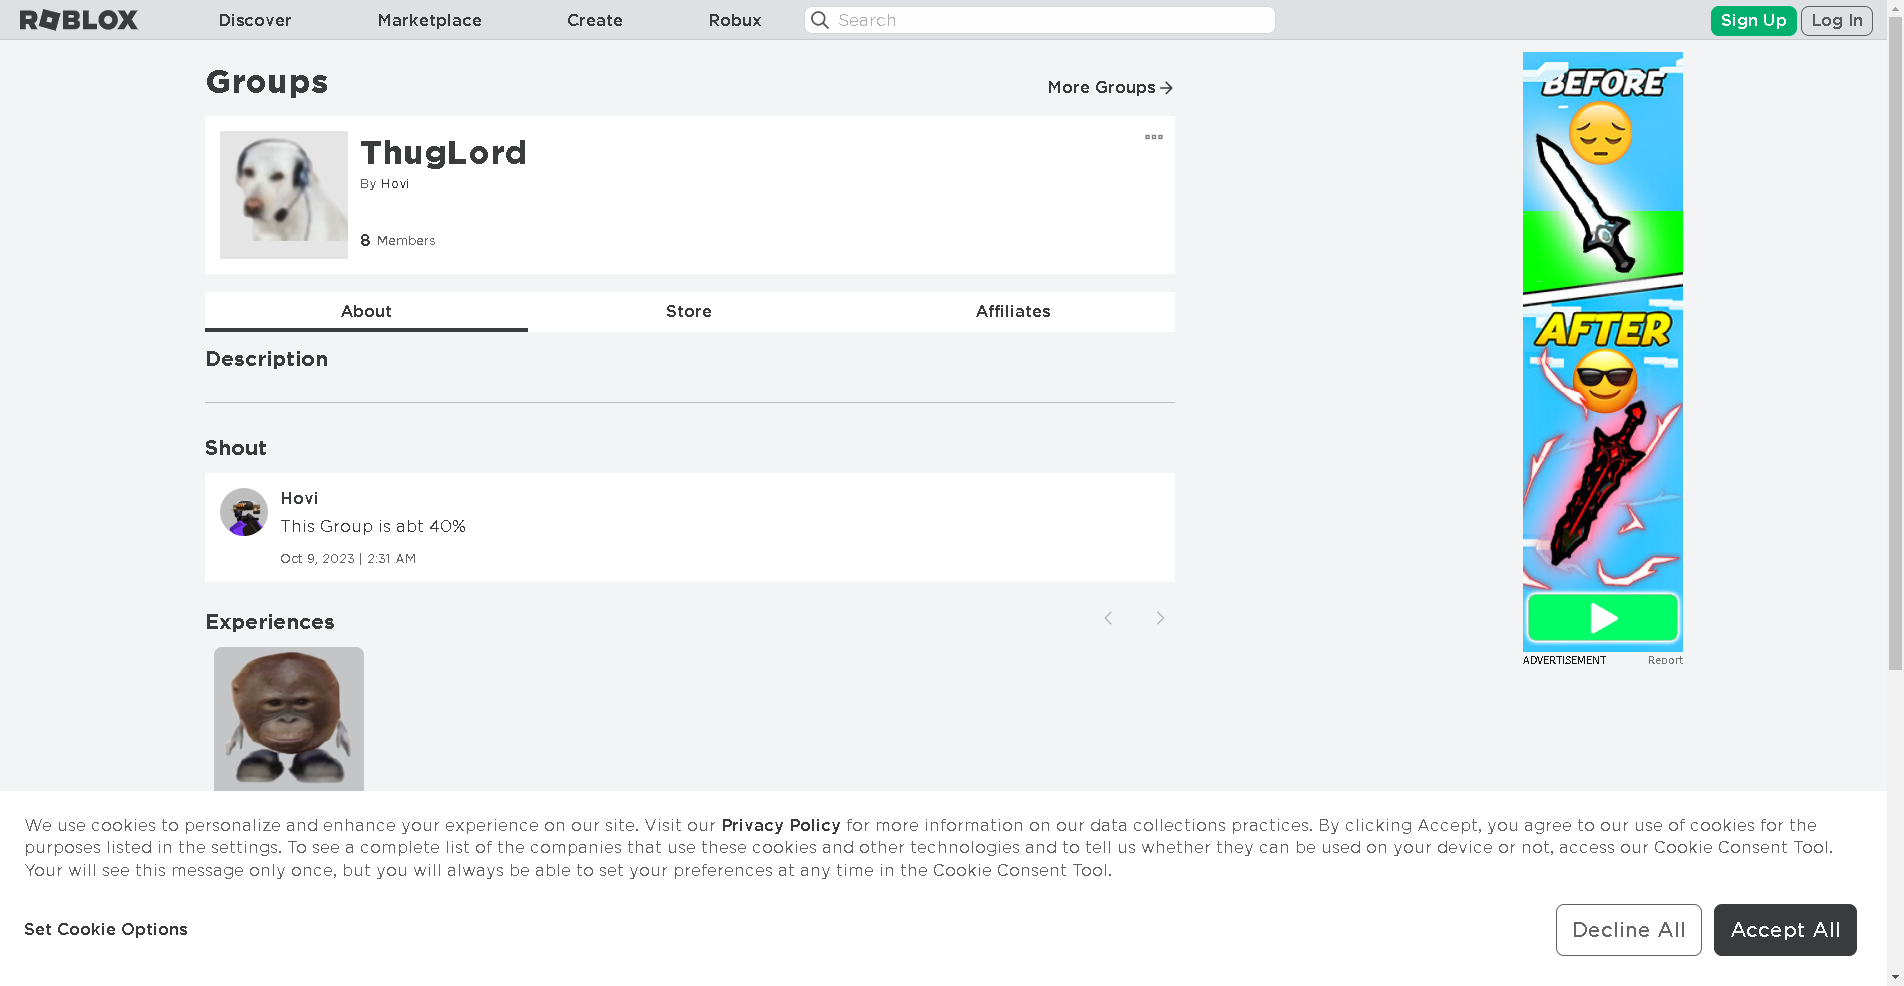 ROBLOX
Discover
Marketplace
Create
Robux
Search
Sign Up
Log In
Groups
More Groups
ThugLord
By Hovi
8 Members
About
Store
Affiliates
Description
Shout
Hovi
This Group is abt 40%
Oct 9, 2023 | 2:31 AM
Experiences
BEFORE
AFTER
ADVERTISEMENT
Report
We use cookies to personalize and enhance your experience on our site. Visit our Privacy Policy for more information on our data collections practices. By clicking Accept, you agree to our use of cookies for the
purposes listed in the settings. To see a complete list of the companies that use these cookies and other technologies and to tell us whether they can be used on your device or not, access our Cookie Consent Tool.
Your will see this message only once, but you will always be able to set your preferences at any time in the Cookie Consent Tool.
Set Cookie Options
Decline All
Accept All